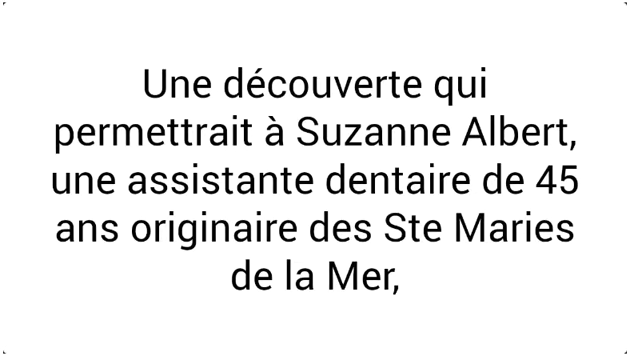 Une découverte qui
permettrait à Suzanne Albert,
une assistante dentaire de 45
ans originaire des Ste Maries
de la Mer,